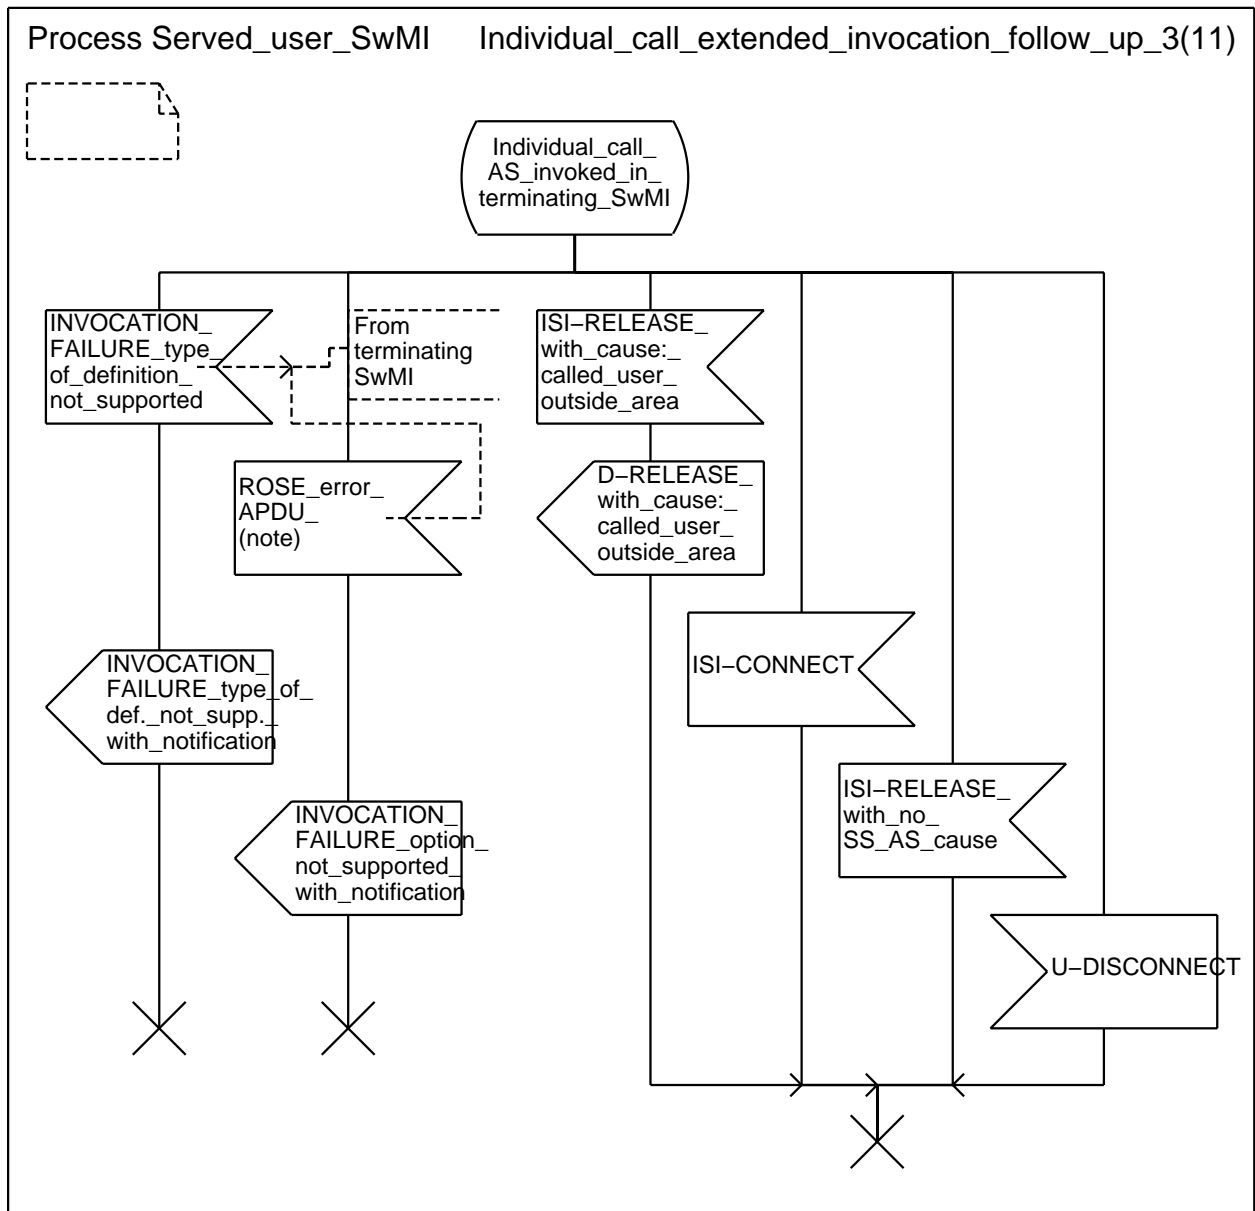 Process Served_user_SwMI Individual_call_extended_invocation_follow_up_3(11)
Individual_call_
AS_invoked_in_
terminating_SwMI
INVOCATION_
FAILURE_type_
of_definition_
not_supported
From
terminating
SwMI
ISI−RELEASE_
with_cause:_
called_user_
outside_area
ROSE_error_
APDU_
(note)
D−RELEASE_
with_cause:_
called_user_
outside_area
ISI−CONNECT
INVOCATION_
FAILURE_type_of_
def._not_supp._
with_notification
ISI−RELEASE_
with_no_
SS_AS_cause
INVOCATION_
FAILURE_option_
not_supported_
with_notification
U−DISCONNECT